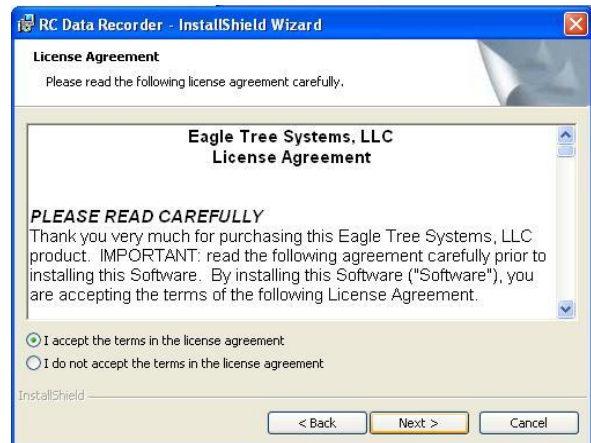 RC Data Recorder - InstallShield Wizard
License Agreement
Please read the following license agreement carefully.
Eagle Tree Systems, LLC
License Agreement
PLEASE READ CAREFULLY
Thank you very much for purchasing this Eagle Tree Systems, LLC
product.  IMPORTANT: read the following agreement carefully prior to
installing this Software.  By installing this Software ("Software"), you
are accepting the terms of the following License Agreement.
I accept the terms in the license agreement
I do not accept the terms in the license agreement
InstallShield
< Back
Next >
Cancel